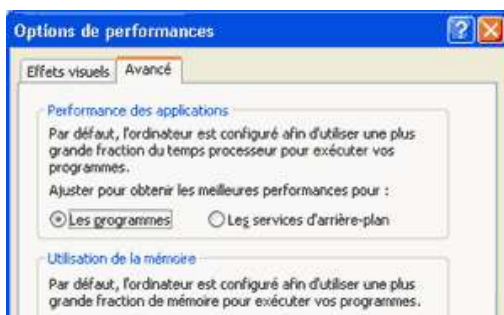 Options de performances
Effets visuels Avancé
Performance des applications
Par défaut, l'ordinateur est configuré afin d'utiliser une plus
grande fraction du temps processeur pour exécuter vos
programmes.
Ajuster pour obtenir les meilleures performances pour :
Les programmes Les services d'arrière-plan
Utilisation de la mémoire
Par défaut, l'ordinateur est configuré afin d'utiliser une plus
grande fraction de mémoire pour exécuter vos programmes.